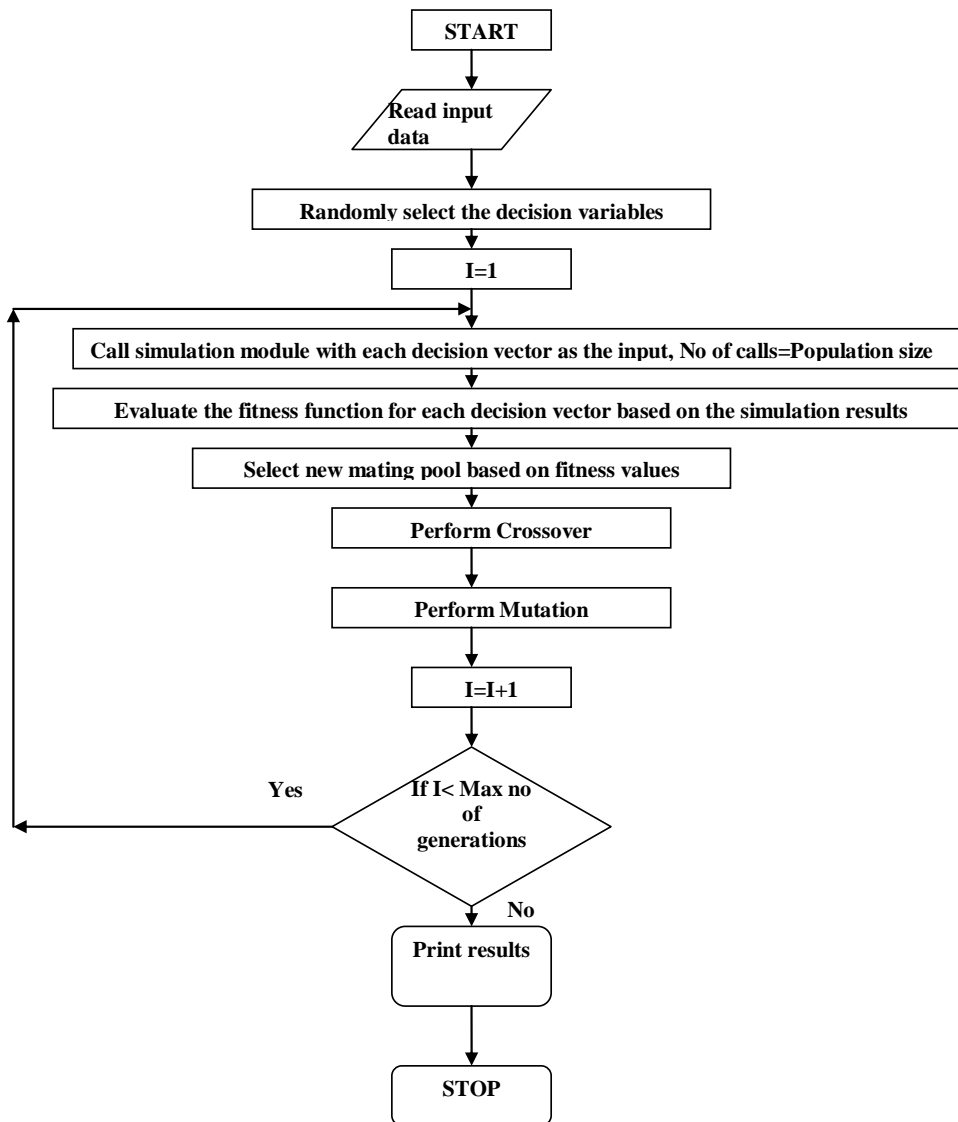 START
Read input
data
Randomly select the decision variables
I=1
Call simulation module with each decision vector as the input, No of calls=Population size
Evaluate the fitness function for each decision vector based on the simulation results
Select new mating pool based on fitness values
Perform Crossover
Perform Mutation
I=I+1
Yes
If I< Max no
of
generations
No
Print results
STOP